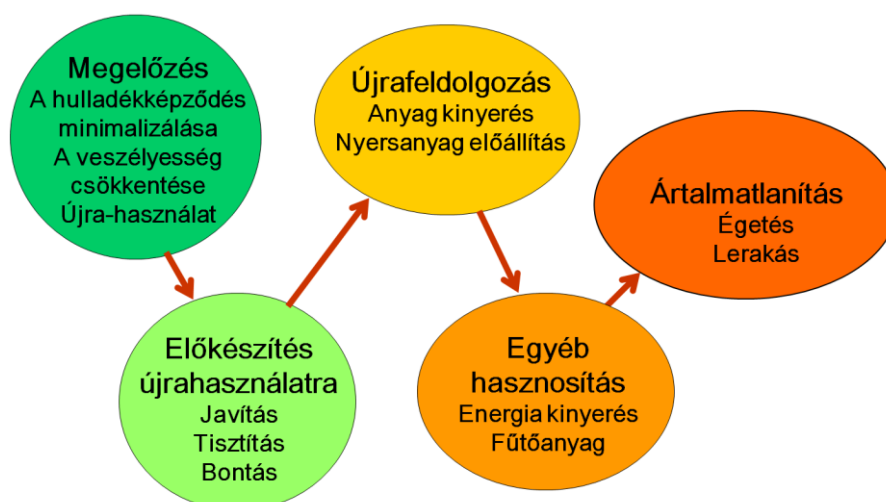 Megelőzés
A hulladékképződés
minimalizálása
A veszélyesség
csökkentése
Újra-használat
Előkészítés
újrahasználatra
Javítás
Tisztítás
Bontás
Újrafeldolgozás
Anyag kinyerés
Nyersanyag előállítás
Egyéb
hasznosítás
Energia kinyerés
Fűtőanyag
Ártalmatlanítás
Égetés
Lerakás